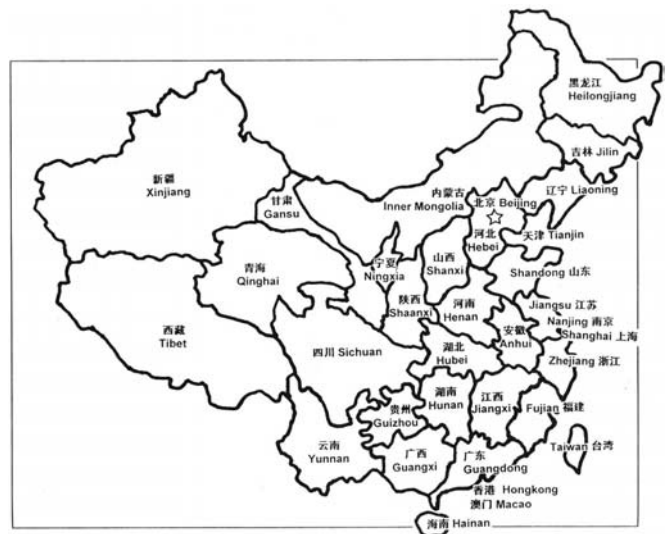 黑龙江
Heilongjiang
吉林 Jilin
新疆
Xinjiang
内蒙古
Inner Mongolia
北京 Beijing
辽宁 Liaoning
甘肃
Gansu
河北
Hebei
天津 Tianjin
宁夏
Ningxia
山西
Shanxi
青海
Qinghai
Shandong 山东
陕西
Shaanxi
河南
Henan
Jiangsu 江苏
Nanjing 南京
Shanghai 上海
安徽
Anhui
西藏
Tibet
四川 Sichuan
湖北
Hubei
Zhejiang 浙江
湖南
Hunan
江西
Jiangxi
贵州
Guizhou
Fujian 福建
云南
Yunnan
广西
Guangxi
广东
Guangdong
Taiwan 台湾
香港 Hongkong
澳门 Macao
海南 Hainan